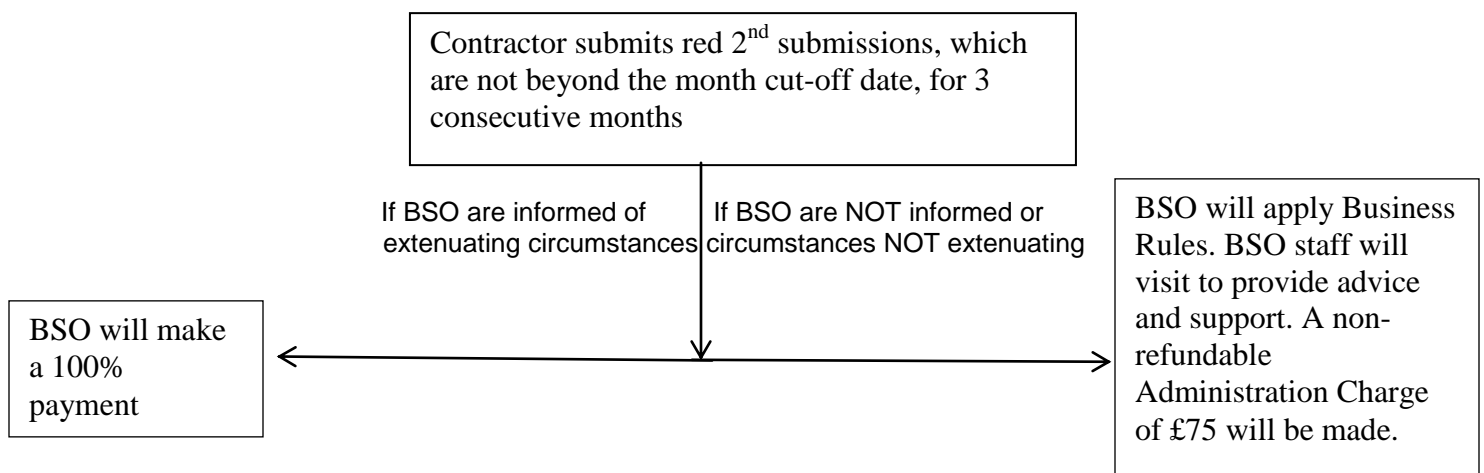 Contractor submits red 2nd submissions, which
are not beyond the month cut-off date, for 3
consecutive months
If BSO are informed of
extenuating circumstances
If BSO are NOT informed or
circumstances NOT extenuating
BSO will make
a 100%
payment
BSO will apply Business
Rules. BSO staff will
visit to provide advice
and support. A non-
refundable
Administration Charge
of £75 will be made.